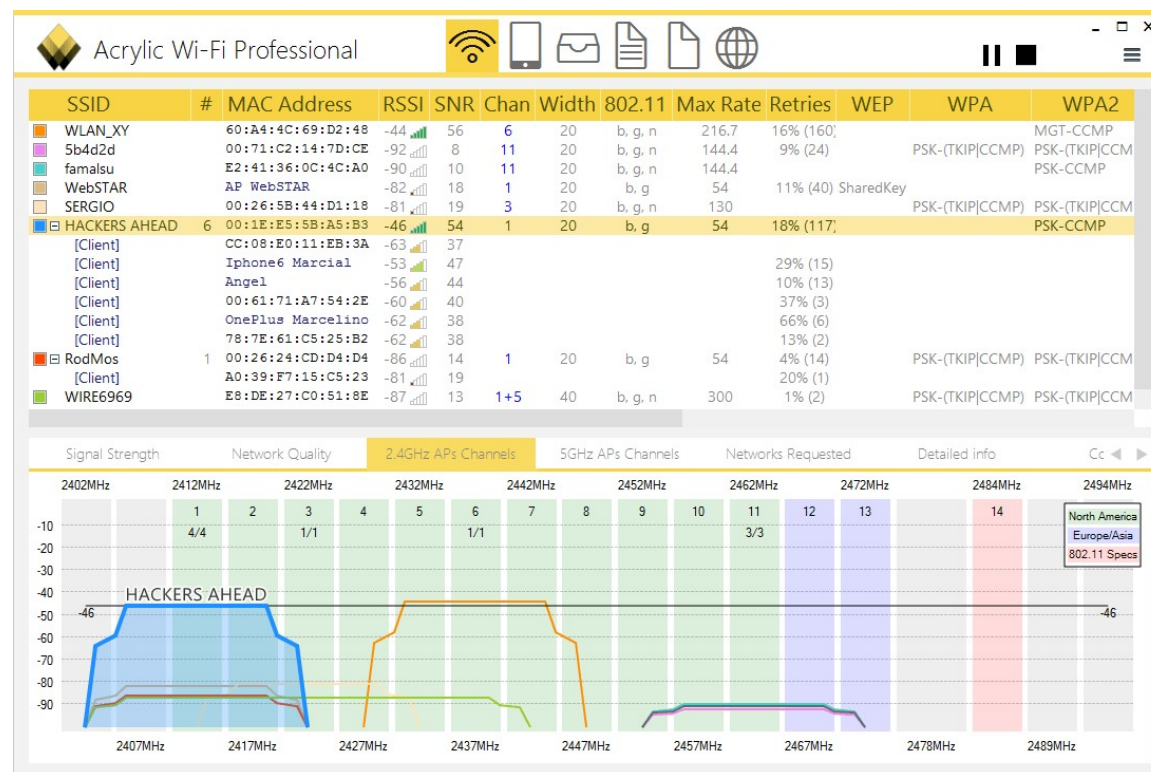 Acrylic Wi-Fi Professional
SSID # MAC Address RSSI SNR Chan Width 802.11 Max Rate Retries WEP WPA WPA2
WLAN_XY 60:A4:4C:69:D2:48 -44 56 6 20 b, g, n 216.7 16% (160) MGT-CCMP
5b4d2d 00:71:C2:14:7D:CE -92 8 11 20 b, g, n 144.4 9% (24) PSK-(TKIP|CCMP) PSK-(TKIP|CCM
famalsu E2:41:36:0C:4C:A0 -90 10 11 20 b, g, n 144.4 PSK-CCMP
WebSTAR AP WebSTAR -82 18 1 20 b, g 54 11% (40) SharedKey
SERGIO 00:26:5B:44:D1:18 -81 19 3 20 b, g, n 130 PSK-(TKIP|CCMP) PSK-(TKIP|CCM
HACKERS AHEAD 6 00:1E:E5:5B:A5:B3 -46 54 1 20 b, g 54 18% (117) PSK-CCMP
[Client] CC:08:E0:11:EB:3A -63 37
[Client] Iphone6 Marcial -53 47 29% (15)
[Client] Angel -56 44 10% (13)
[Client] 00:61:71:A7:54:2E -60 40 37% (3)
[Client] OnePlus Marcelino -62 38 66% (6)
[Client] 78:7E:61:C5:25:B2 -62 38 13% (2)
RodMos 1 00:26:24:CD:D4:D4 -86 14 1 20 b, g 54 4% (14) PSK-(TKIP|CCMP) PSK-(TKIP|CCM
[Client] A0:39:F7:15:C5:23 -81 19 20% (1)
WIRE6969 E8:DE:27:C0:51:8E -87 13 1+5 40 b, g, n 300 1% (2) PSK-(TKIP|CCMP) PSK-(TKIP|CCM
Signal Strength Network Quality 2.4GHz APs Channels 5GHz APs Channels Networks Requested Detailed info Cc
2402MHz 2412MHz 2422MHz 2432MHz 2442MHz 2452MHz 2462MHz 2472MHz 2484MHz 2494MHz
1 2 3 4 5 6 7 8 9 10 11 12 13 14
4/4 1/1 1/1 3/3
North America
Europe/Asia
802.11 Specs
-10
-20
-30
-40
HACKERS AHEAD
-46 -46
-50
-60
-70
-80
-90
2407MHz 2417MHz 2427MHz 2437MHz 2447MHz 2457MHz 2467MHz 2478MHz 2489MHz